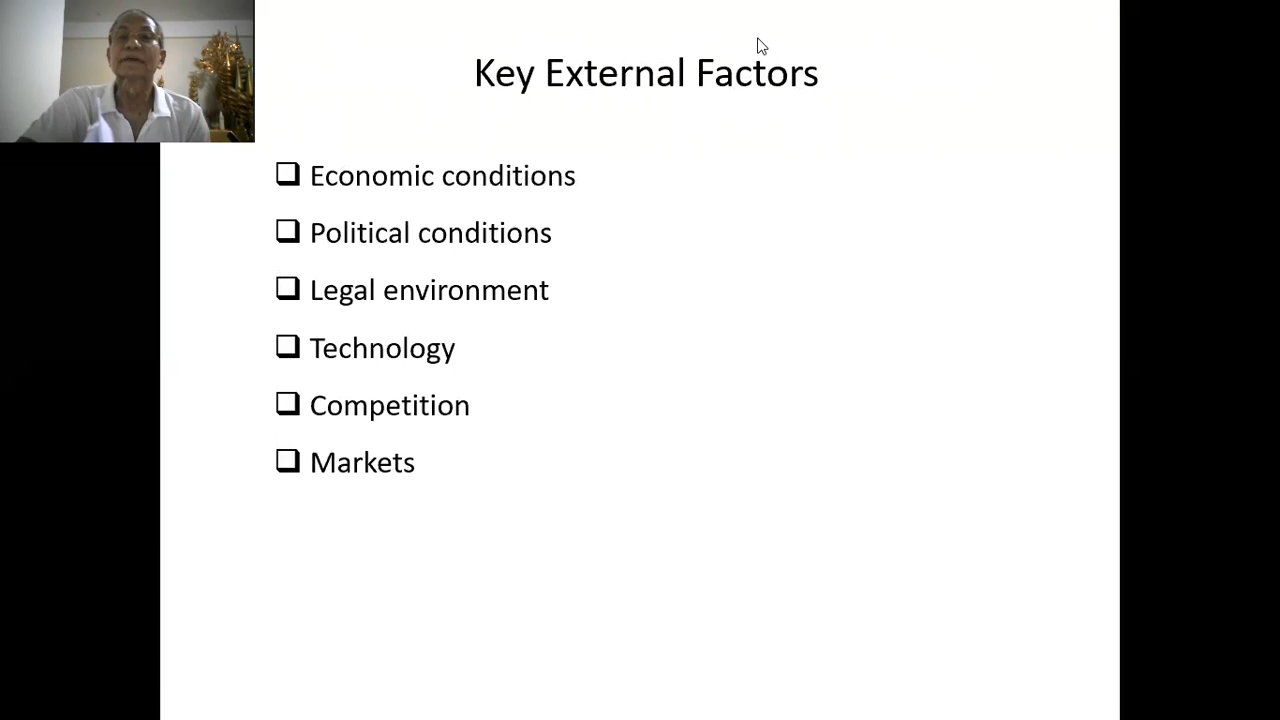 Key External Factors
Economic conditions
Political conditions
Legal environment
Technology
Competition
Markets